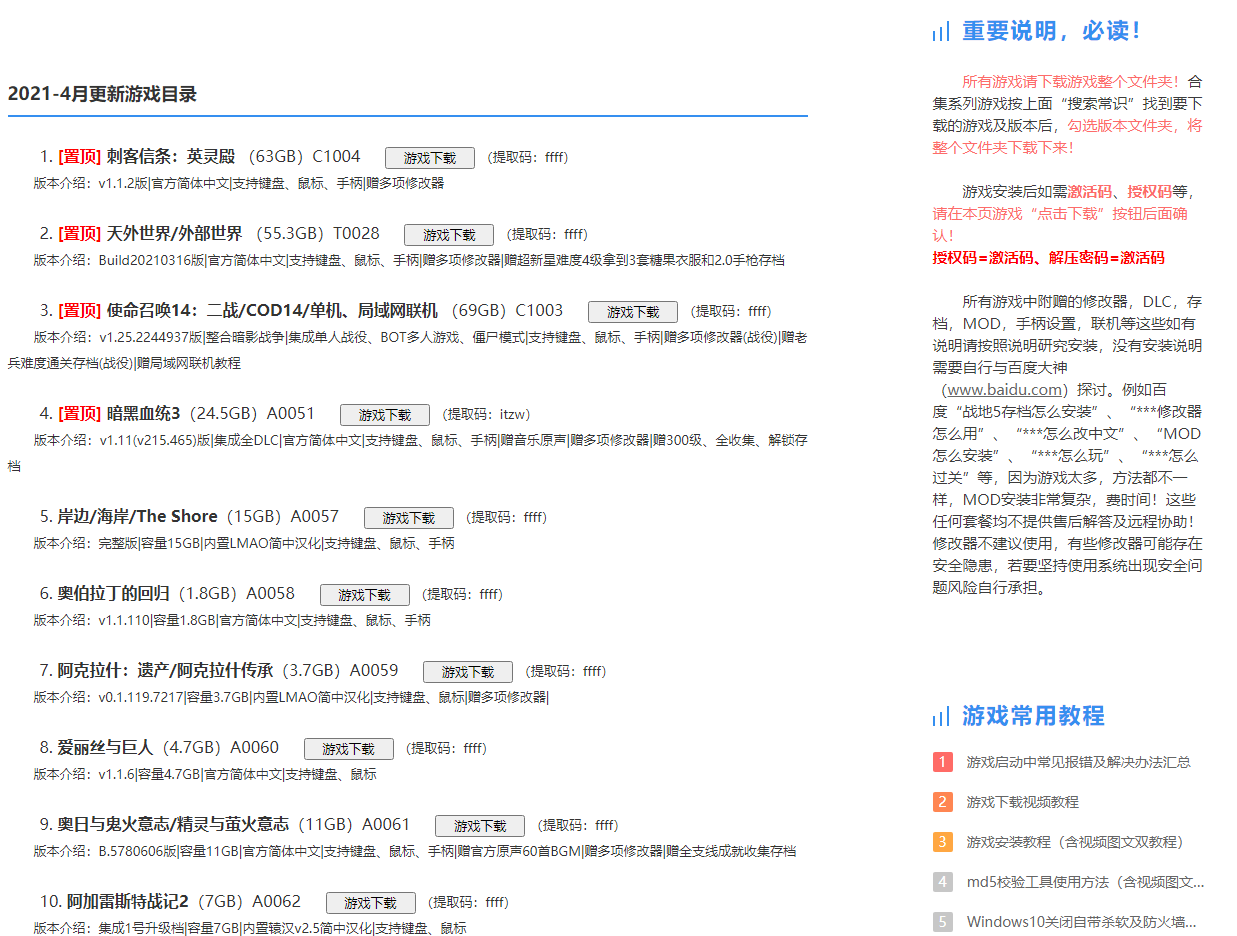 2021-4月更新游戏目录
1. [置顶] 刺客信条：英灵殿 （63GB）C1004 游戏下载 （提取码：ffff）
版本介绍：v1.1.2版|官方简体中文|支持键盘、鼠标、手柄|赠多项修改器
2. [置顶] 天外世界/外部世界 （55.3GB）T0028 游戏下载 （提取码：ffff）
版本介绍：Build20210316版|官方简体中文|支持键盘、鼠标、手柄|赠多项修改器|赠超新星难度4级拿到3套糖果衣服和2.0手枪存档
3. [置顶] 使命召唤14：二战/COD14/单机、局域网联机 （69GB）C1003 游戏下载 （提取码：ffff）
版本介绍：v1.25.2244937版|整合暗影战争|集成单人战役、BOT多人游戏、僵尸模式|支持键盘、鼠标、手柄|赠多项修改器(战役)|赠老
兵难度通关存档(战役)|赠局域网联机教程
4. [置顶] 暗黑血统3（24.5GB）A0051 游戏下载 （提取码：itzw）
版本介绍：v1.11(v215.465)版|集成全DLC|官方简体中文|支持键盘、鼠标、手柄|赠音乐原声|赠多项修改器|赠300级、全收集、解锁存
档
5. 岸边/海岸/The Shore（15GB）A0057 游戏下载 （提取码：ffff）
版本介绍：完整版|容量15GB|内置LMAO简中汉化|支持键盘、鼠标、手柄
6. 奥伯拉丁的回归（1.8GB）A0058 游戏下载 （提取码：ffff）
版本介绍：v1.1.110|容量1.8GB|官方简体中文|支持键盘、鼠标、手柄
7. 阿克拉什：遗产/阿克拉什传承（3.7GB）A0059 游戏下载 （提取码：ffff）
版本介绍：v0.1.119.7217|容量3.7GB|内置LMAO简中汉化|支持键盘、鼠标|赠多项修改器|
8. 爱丽丝与巨人（4.7GB）A0060 游戏下载 （提取码：ffff）
版本介绍：v1.1.6|容量4.7GB|官方简体中文|支持键盘、鼠标
9. 奥日与鬼火意志/精灵与萤火意志（11GB）A0061 游戏下载 （提取码：ffff）
版本介绍：B.5780606版|容量11GB|官方简体中文|支持键盘、鼠标、手柄|赠官方原声60首BGM|赠多项修改器|赠全支线成就收集存档
10. 阿加雷斯特战记2（7GB）A0062 游戏下载 （提取码：ffff）
版本介绍：集成1号升级档|容量7GB|内置辕汉v2.5简中汉化|支持键盘、鼠标
重要说明，必读！
所有游戏请下载游戏整个文件夹！合
集系列游戏按上面“搜索常识”找到要下
载的游戏及版本后，勾选版本文件夹，将
整个文件夹下载下来！
游戏安装后如需激活码、授权码等，
请在本页游戏“点击下载”按钮后面确
认！
授权码=激活码、解压密码=激活码
所有游戏中附赠的修改器，DLC，存
档，MOD，手柄设置，联机等这些如有
说明请按照说明研究安装，没有安装说明
需要自行与百度大神
（www.baidu.com）探讨。例如百
度“战地5存档怎么安装”、“***修改器
怎么用”、“***怎么改中文”、“MOD
怎么安装”、“***怎么玩”、“***怎么
过关”等，因为游戏太多，方法都不一
样，MOD安装非常复杂，费时间！这些
任何套餐均不提供售后解答及远程协助！
修改器不建议使用，有些修改器可能存在
安全隐患，若要坚持使用系统出现安全问
题风险自行承担。
游戏常用教程
1 游戏启动中常见报错及解决办法汇总
2 游戏下载视频教程
3 游戏安装教程（含视频图文双教程）
4 md5校验工具使用方法（含视频图文...
5 Windows10关闭自带杀软及防火墙...